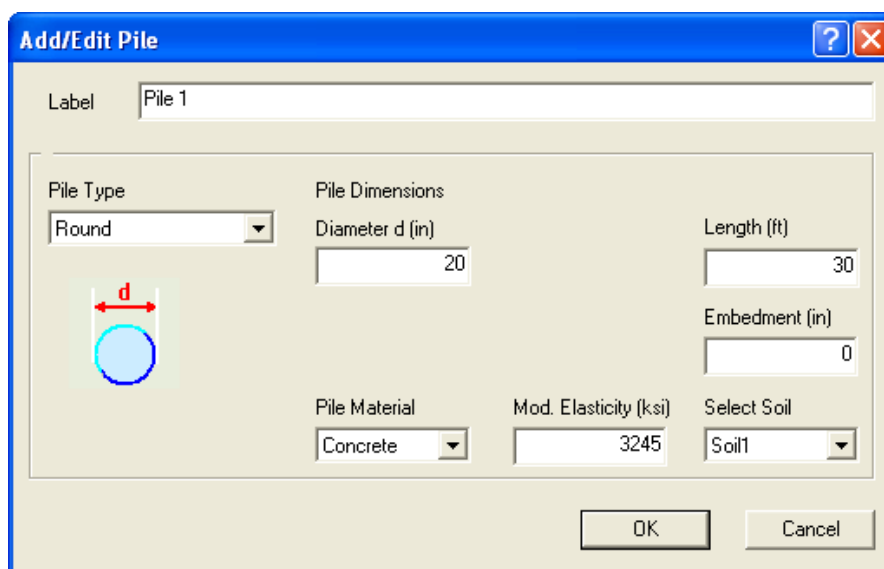 Add/Edit Pile
?
Label Pile 1
Pile Type Pile Dimensions
Round Diameter d (in) Length (ft)
20 30
d
Embedment (in)
0
Pile Material Mod. Elasticity (ksi) Select Soil
Concrete 3245 Soil1
OK Cancel